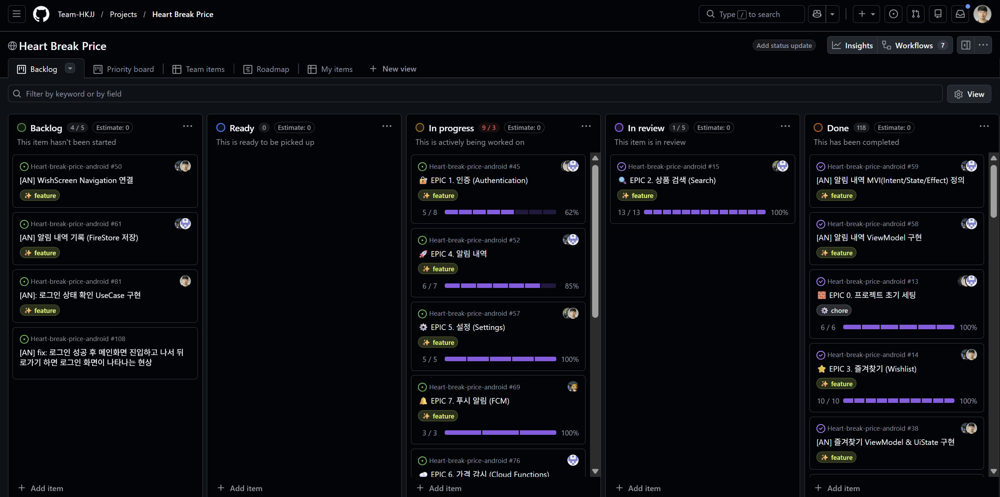 Team-HKJJ / Projects / Heart Break Price
Type / to search
Heart Break Price
Add status update
Insights
Workflows 7
Backlog
Priority board
Team items
Roadmap
My items
+ New view
Filter by keyword or by field
View
Backlog 4 / 5 Estimate: 0
This item hasn't been started
Heart-break-price-android #50
[AN] WishScreen Navigation 연결
✨ feature
Heart-break-price-android #61
[AN] 알림 내역 기록 (FireStore 저장)
✨ feature
Heart-break-price-android #81
[AN]: 로그인 상태 확인 UseCase 구현
✨ feature
Heart-break-price-android #108
[AN] fix: 로그인 성공 후 메인화면 진입하고 나서 뒤
로가기 하면 로그인 화면이 나타나는 현상
+ Add item
Ready 0 Estimate: 0
This is ready to be picked up
+ Add item
In progress 9 / 3 Estimate: 0
This is actively being worked on
Heart-break-price-android #45
🔐 EPIC 1. 인증 (Authentication)
✨ feature
5 / 8 62%
Heart-break-price-android #52
🚀 EPIC 4. 알림 내역
✨ feature
6 / 7 85%
Heart-break-price-android #57
⚙️ EPIC 5. 설정 (Settings)
✨ feature
5 / 5 100%
Heart-break-price-android #69
🔔 EPIC 7. 푸시 알림 (FCM)
✨ feature
3 / 3 100%
Heart-break-price-android #76
☁️ EPIC 6. 가격 감시 (Cloud Functions)
+ Add item
In review 1 / 5 Estimate: 0
This item is in review
Heart-break-price-android #15
🔍 EPIC 2. 상품 검색 (Search)
✨ feature
13 / 13 100%
+ Add item
Done 118 Estimate: 0
This has been completed
Heart-break-price-android #59
[AN] 알림 내역 MVI(Intent/State/Effect) 정의
✨ feature
Heart-break-price-android #58
[AN] 알림 내역 ViewModel 구현
✨ feature
Heart-break-price-android #13
🧱 EPIC 0. 프로젝트 초기 세팅
⚙️ chore
6 / 6 100%
Heart-break-price-android #14
⭐ EPIC 3. 즐겨찾기 (Wishlist)
✨ feature
10 / 10 100%
Heart-break-price-android #38
[AN] 즐겨찾기 ViewModel & UiState 구현
✨ feature
+ Add item